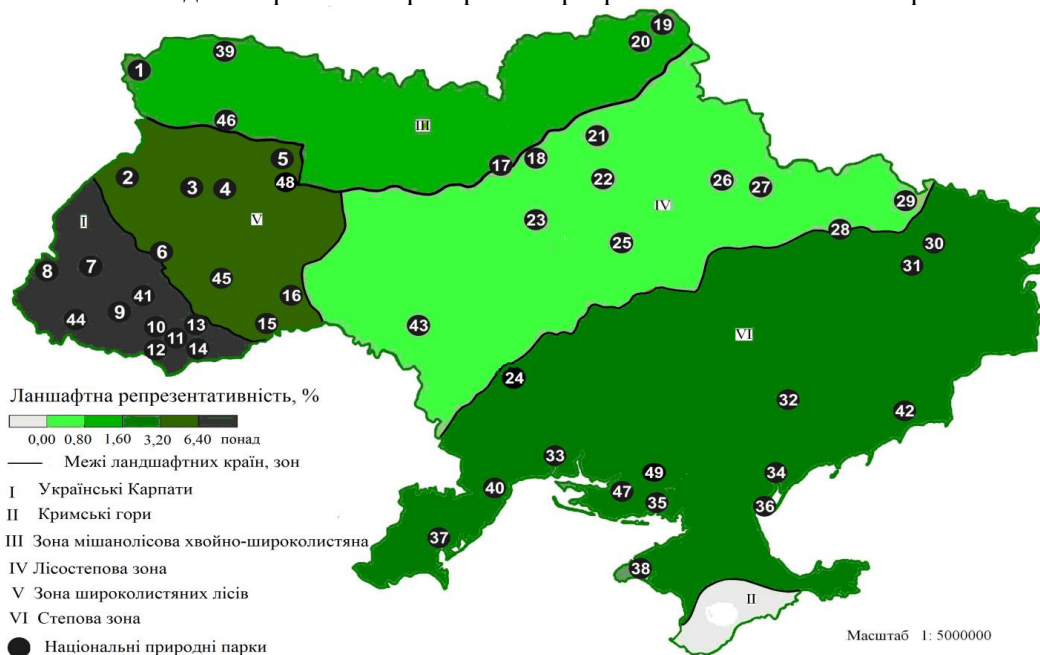 19
20
39
1
46
III
21
5
17
18
2
3
4
48
22
26
27
29
I
V
IV
23
28
6
25
30
8
7
31
45
41
16
9
44
10
13
15
43
VI
11
12
14
24
32
42
Ланшафтна репрезентативність, %
0,00 0,80 1,60 3,20 6,40 понад
Межі ландшафтних країн, зон
I Українські Карпати
II Кримські гори
III Зона мішанолісова хвойно-широколистяна
IV Лісостепова зона
V Зона широколистяних лісів
VI Степова зона
Національні природні парки
33
49
34
40
47
35
36
37
38
II
Масштаб 1: 5000000